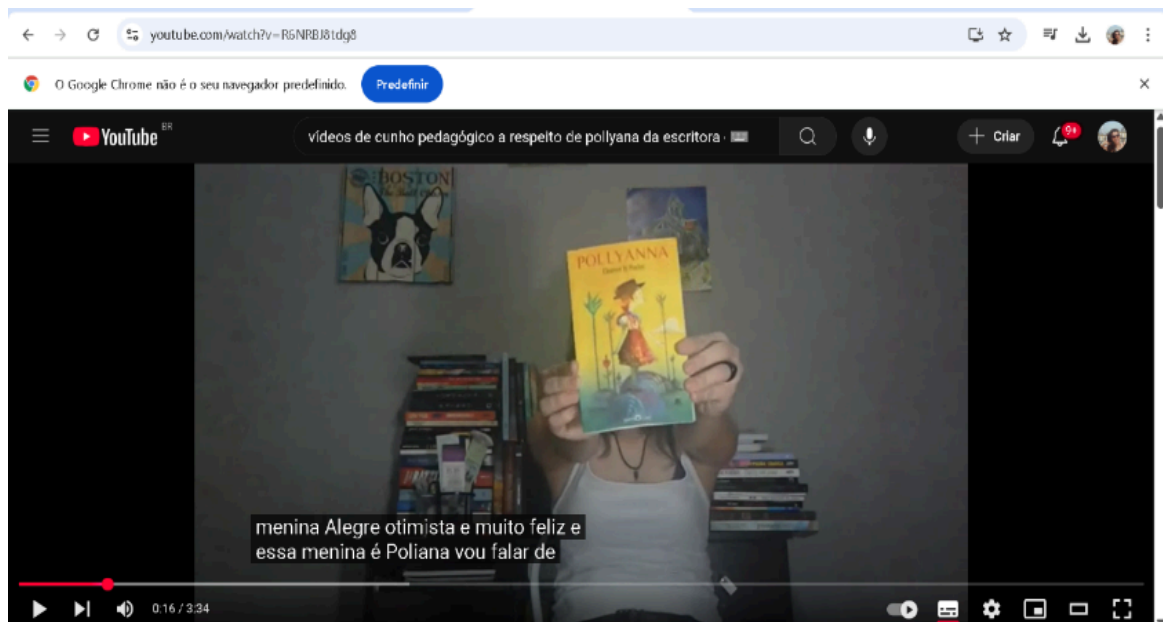 youtube.com/watch?v=R6NRBJ8tdg8
O Google Chrome não é o seu navegador predefinido.
Predefinir
YouTube BR
vídeos de cunho pedagógico a respeito de pollyana da escritora
Criar
9+
BOSTON
POLLYANNA
menina Alegre otimista e muito feliz e
essa menina é Poliana vou falar de
0:16 / 3:34